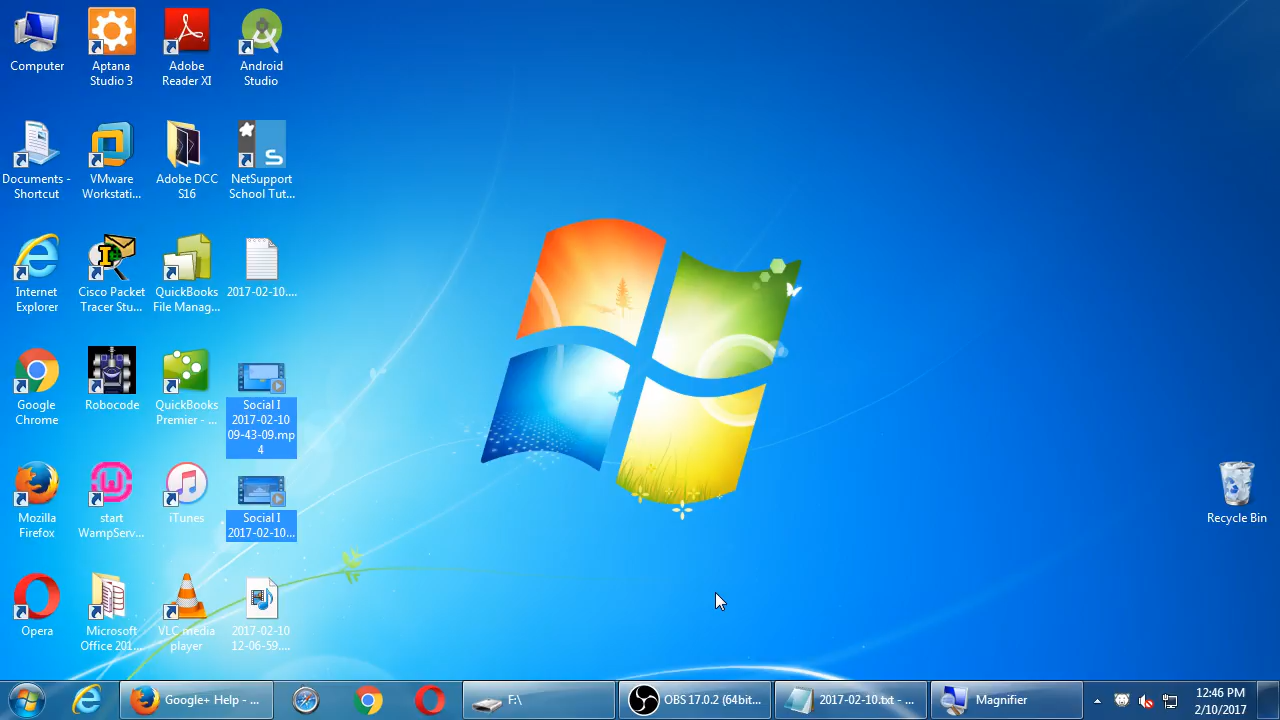 Computer
Aptana
Studio 3
Adobe
Reader XI
Android
Studio
Documents -
Shortcut
VMware
Workstati...
Adobe DCC
S16
NetSupport
School Tut...
Internet
Explorer
Cisco Packet
Tracer Stu...
QuickBooks
File Manag...
2017-02-10....
Google
Chrome
Robocode
QuickBooks
Premier - ...
Social I
2017-02-10
09-43-09.mp
4
Mozilla
Firefox
start
WampServ...
iTunes
Social I
2017-02-10...
Opera
Microsoft
Office 201...
VLC media
player
2017-02-10
12-06-59....
Recycle Bin
Google+ Help - ...
F:\
OBS 17.0.2 (64bit...
2017-02-10.txt - ...
Magnifier
12:46 PM
2/10/2017